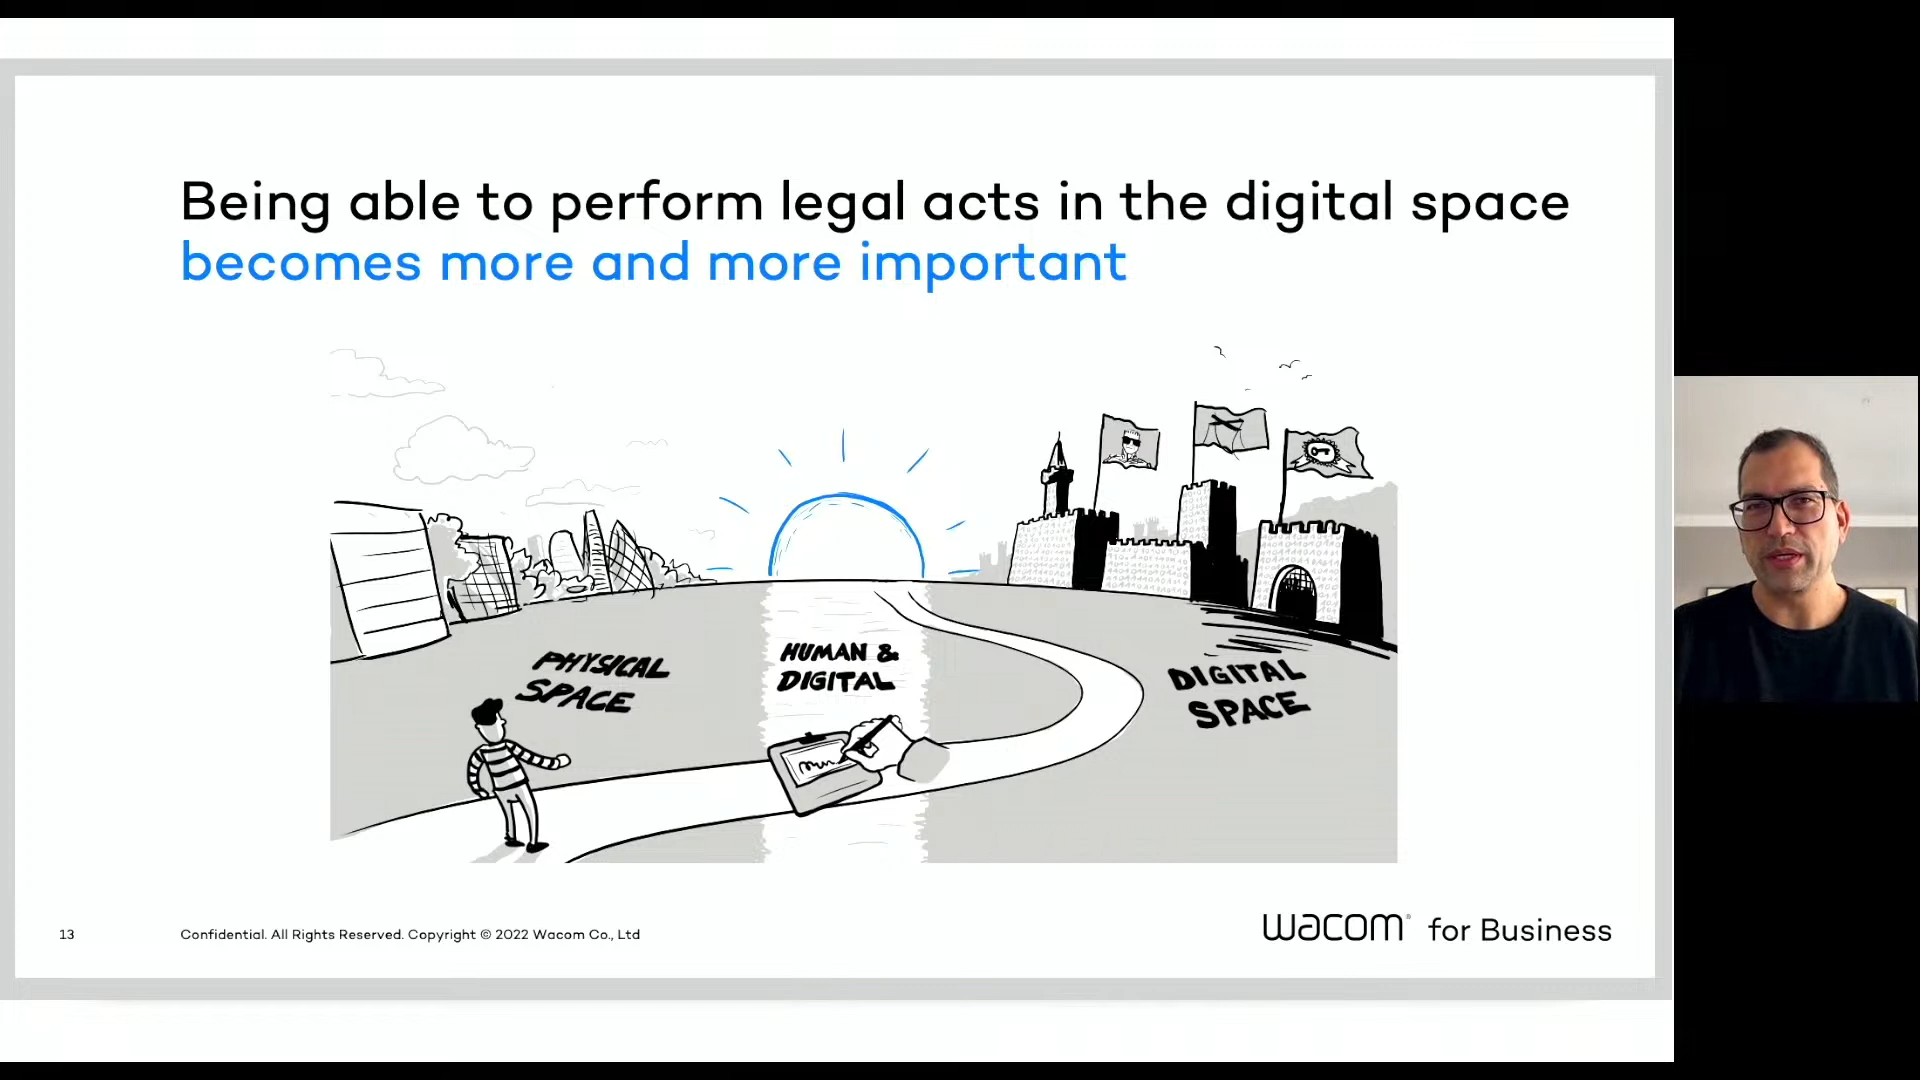 Being able to perform legal acts in the digital space
becomes more and more important
PHYSICAL
SPACE
HUMAN &
DIGITAL
DIGITAL
SPACE
13
Confidential. All Rights Reserved. Copyright © 2022 Wacom Co., Ltd
wacom® for Business